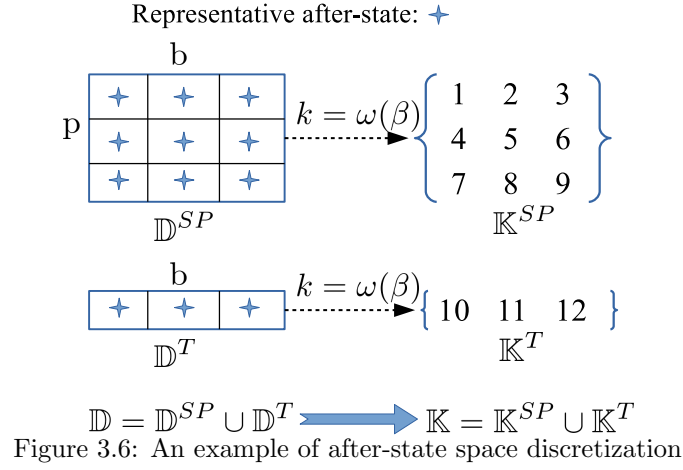 Representative after-state:
b
p
k = ω(β)
1 2 3
4 5 6
7 8 9
𝔻^{SP}
𝕂^{SP}
b
k = ω(β)
{ 10 11 12 }
𝔻^T
𝕂^T
𝔻 = 𝔻^{SP} ∪ 𝔻^T 𝕂 = 𝕂^{SP} ∪ 𝕂^T
Figure 3.6: An example of after-state space discretization